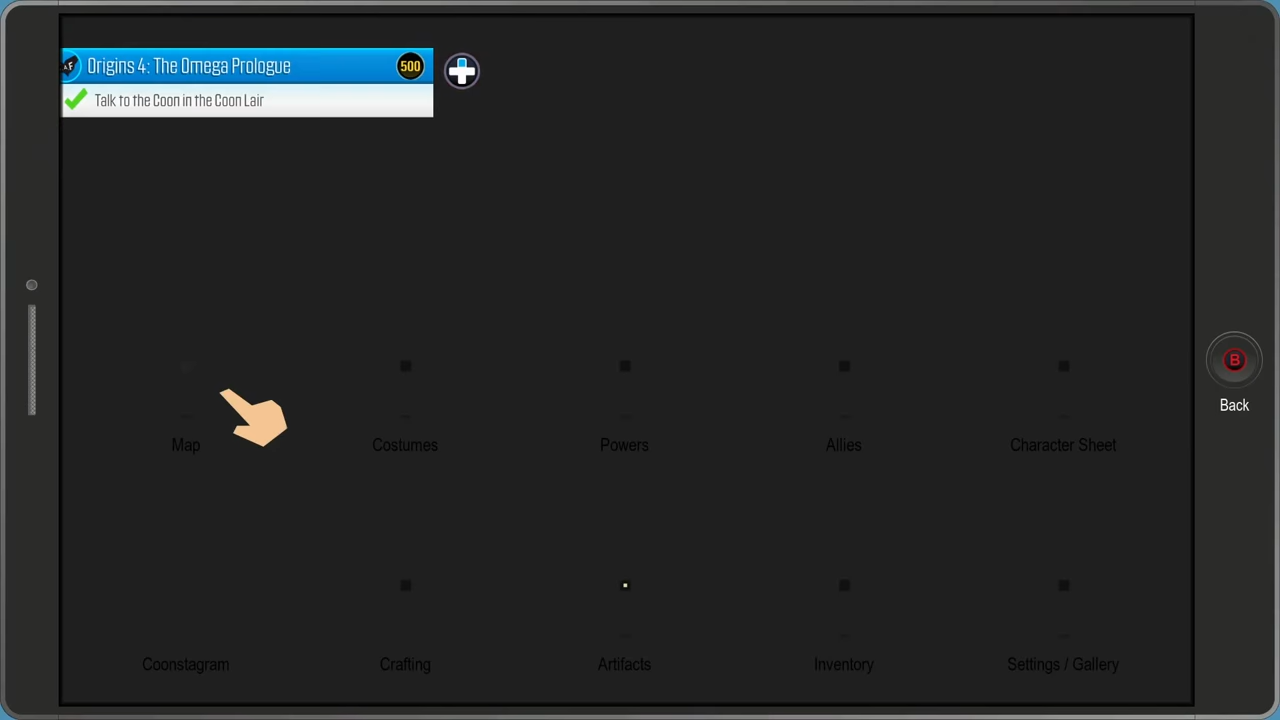 Origins 4: The Omega Prologue 500
Talk to the Coon in the Coon Lair
B
Back
Map Costumes Powers Allies Character Sheet
Coonstagram Crafting Artifacts Inventory Settings / Gallery